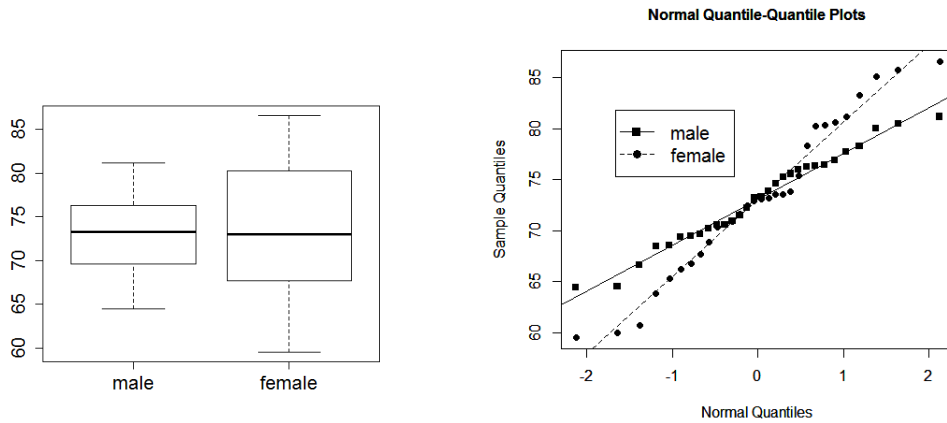 85
80
75
70
65
60
male female
Normal Quantile-Quantile Plots
Sample Quantiles
85
80
75
70
65
60
male
female
-2 -1 0 1 2
Normal Quantiles